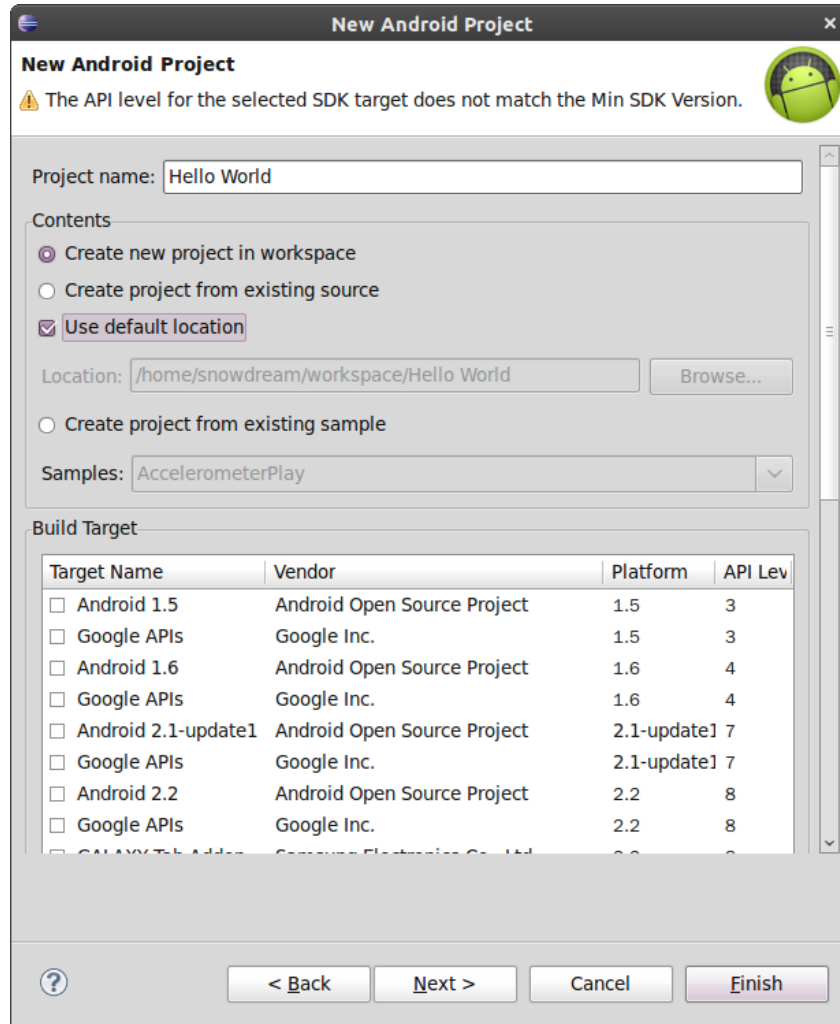 New Android Project
New Android Project
The API level for the selected SDK target does not match the Min SDK Version.
Project name: Hello World
Contents
Create new project in workspace
Create project from existing source
Use default location
Location: /home/snowdream/workspace/Hello World Browse...
Create project from existing sample
Samples: AccelerometerPlay
Build Target
Target Name Vendor Platform API Lev
Android 1.5 Android Open Source Project 1.5 3
Google APIs Google Inc. 1.5 3
Android 1.6 Android Open Source Project 1.6 4
Google APIs Google Inc. 1.6 4
Android 2.1-update1 Android Open Source Project 2.1-update1 7
Google APIs Google Inc. 2.1-update1 7
Android 2.2 Android Open Source Project 2.2 8
Google APIs Google Inc. 2.2 8
? < Back Next > Cancel Finish